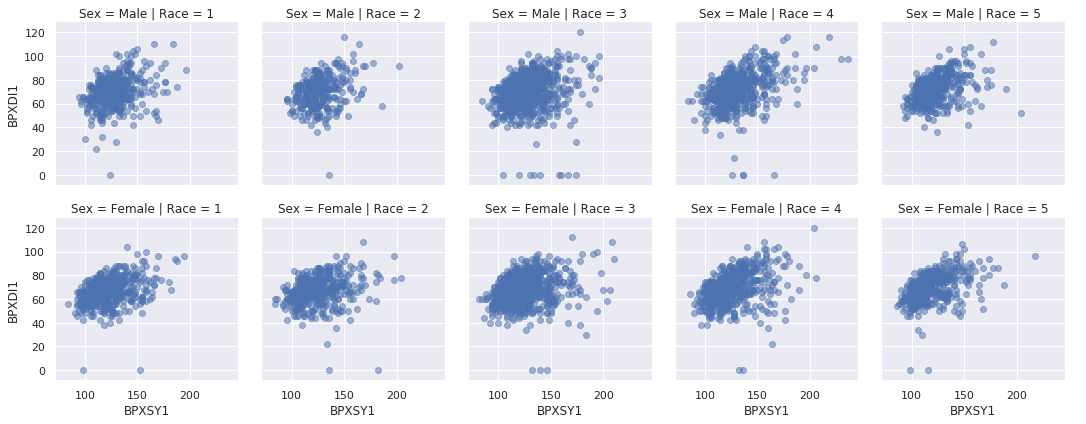 Sex = Male | Race = 1 Sex = Male | Race = 2 Sex = Male | Race = 3 Sex = Male | Race = 4 Sex = Male | Race = 5
120
100
80
60
40
20
0
BPXDI1
Sex = Female | Race = 1 Sex = Female | Race = 2 Sex = Female | Race = 3 Sex = Female | Race = 4 Sex = Female | Race = 5
120
100
80
60
40
20
0
BPXDI1
100 150 200 100 150 200 100 150 200 100 150 200 100 150 200
BPXSY1 BPXSY1 BPXSY1 BPXSY1 BPXSY1